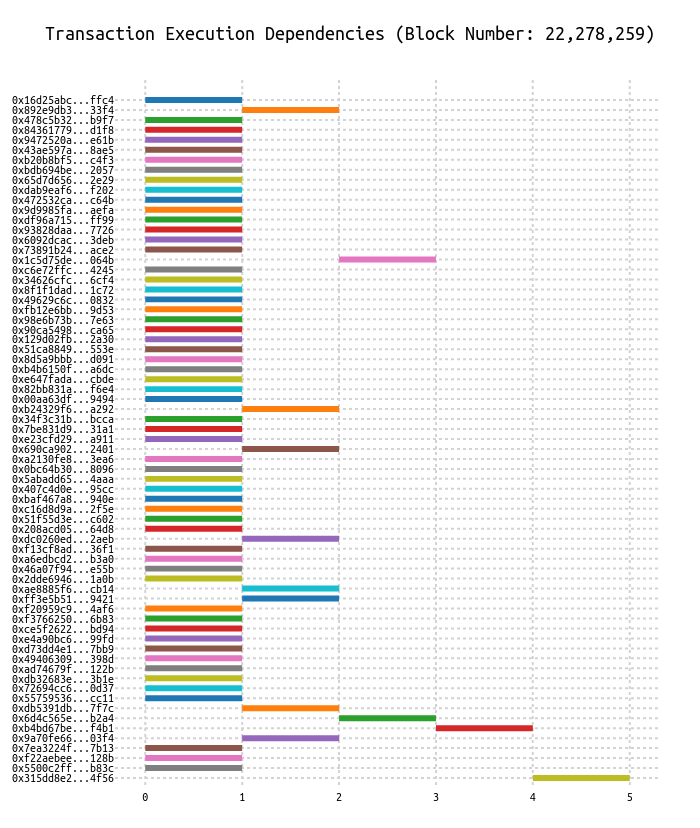 Transaction Execution Dependencies (Block Number: 22,278,259)
0x16d25abc...ffc4
0x892e9db3...33f4
0x478c5b32...b9f7
0x84361779...d1f8
0x9472520a...e61b
0x43ae597a...8ae5
0xb20b8bf5...c4f3
0xbdb694be...2057
0x65d7d656...2e29
0xdab9eaf6...f202
0x472532ca...c64b
0x9d9985fa...aefa
0xdf96a715...ff99
0x93828daa...7726
0x6092dcac...3deb
0x73891b24...ace2
0x1c5d75de...064b
0xc6e72ffc...4245
0x34626cfc...6cf4
0x8f1f1dad...1c72
0x49629c6c...0832
0xfb12e6bb...9d53
0x98e6b73b...7e63
0x90ca5498...ca65
0x129d02fb...2a30
0x51ca8849...553e
0x8d5a9bbb...d091
0xb4b6150f...a6dc
0xe647fada...cbde
0x82bb831a...f6e4
0x00aa63df...9494
0xb24329f6...a292
0x34f3c31b...bcca
0x7be831d9...31a1
0xe23cfd29...a911
0x690ca902...2401
0xa2130fe8...3ea6
0x0bc64b30...8096
0x5abadd65...4aaa
0x407c4d0e...95cc
0xbaf467a8...940e
0xc16d8d9a...2f5e
0x51f55d3e...c602
0x208acd05...64d8
0xdc0260ed...2aeb
0xf13cf8ad...36f1
0xa6edbcd2...b3a0
0x46a07f94...e55b
0x2dde6946...1a0b
0xae8885f6...cb14
0xff3e5b51...9421
0xf20959c9...4af6
0xf3766250...6b83
0xce5f2622...bd94
0xe4a90bc6...99fd
0xd73dd4e1...7bb9
0x49406309...398d
0xad74679f...122b
0xdb32683e...3b1e
0x72694cc6...0d37
0x55759536...cc11
0xdb5391db...7f7c
0x6d4c565e...b2a4
0xb4bd67be...f4b1
0x9a70fe66...03f4
0x7ea3224f...7b13
0xf22aebee...128b
0x5500c2ff...b83c
0x315dd8e2...4f56
0 1 2 3 4 5